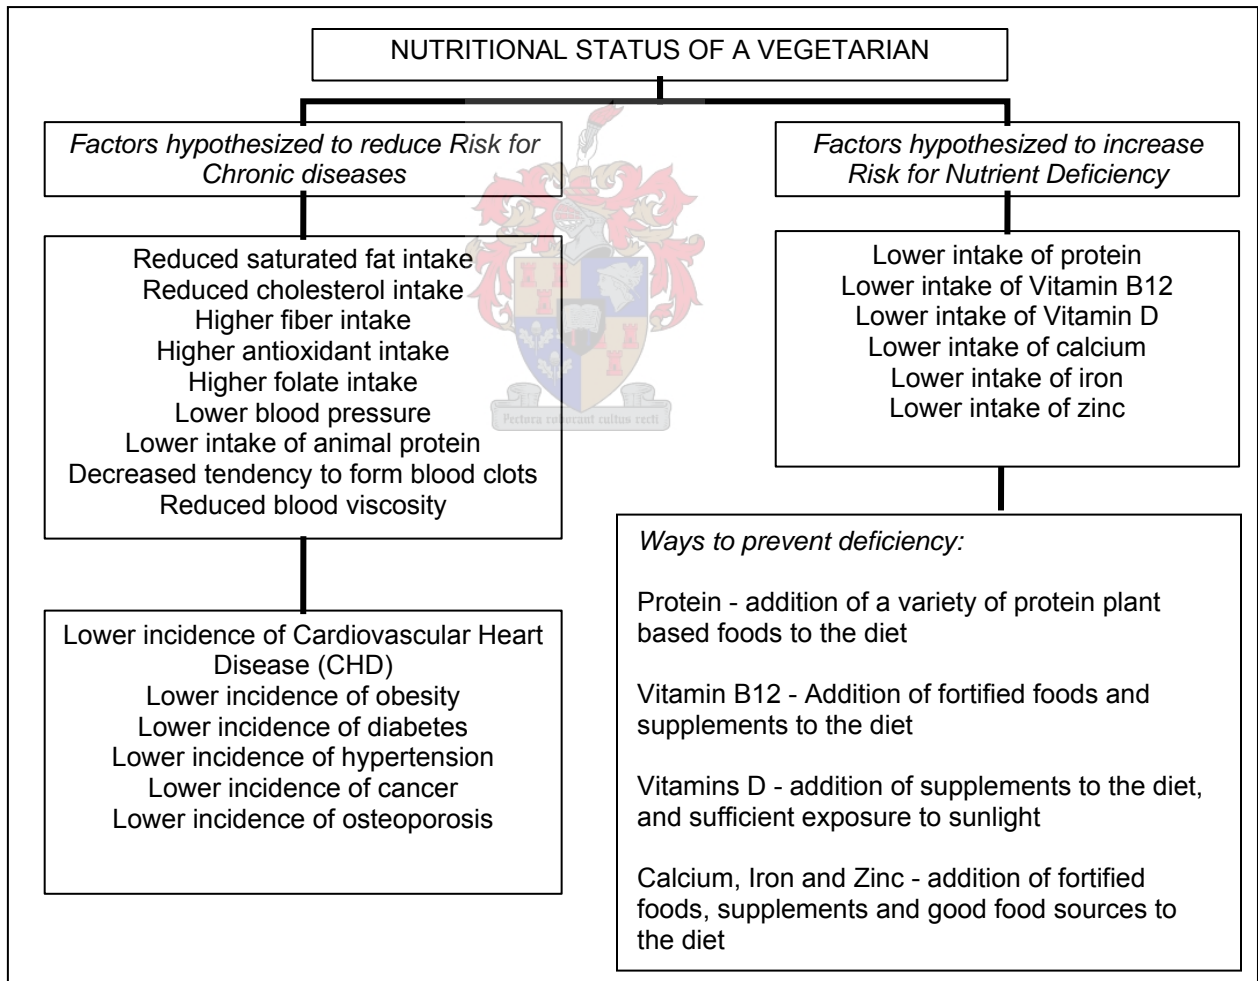 NUTRITIONAL STATUS OF A VEGETARIAN
Factors hypothesized to reduce Risk for
Chronic diseases
Reduced saturated fat intake
Reduced cholesterol intake
Higher fiber intake
Higher antioxidant intake
Higher folate intake
Lower blood pressure
Lower intake of animal protein
Decreased tendency to form blood clots
Reduced blood viscosity
Lower incidence of Cardiovascular Heart
Disease (CHD)
Lower incidence of obesity
Lower incidence of diabetes
Lower incidence of hypertension
Lower incidence of cancer
Lower incidence of osteoporosis
Factors hypothesized to increase
Risk for Nutrient Deficiency
Lower intake of protein
Lower intake of Vitamin B12
Lower intake of Vitamin D
Lower intake of calcium
Lower intake of iron
Lower intake of zinc
Ways to prevent deficiency:
Protein - addition of a variety of protein plant
based foods to the diet
Vitamin B12 - Addition of fortified foods and
supplements to the diet
Vitamins D - addition of supplements to the diet,
and sufficient exposure to sunlight
Calcium, Iron and Zinc - addition of fortified
foods, supplements and good food sources to
the diet
Pectora roborant cultus recti